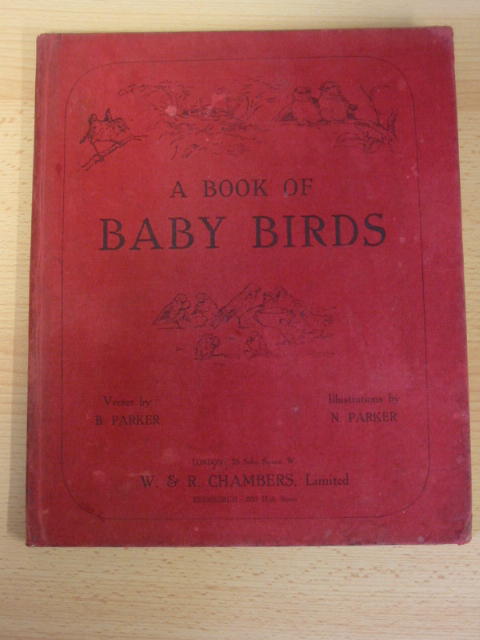 A BOOK OF
BABY BIRDS
Verses by
B. PARKER
Illustrations by
N. PARKER
LONDON: 38 Soho Square, W.
W. & R. CHAMBERS, Limited
EDINBURGH: 339 High Street